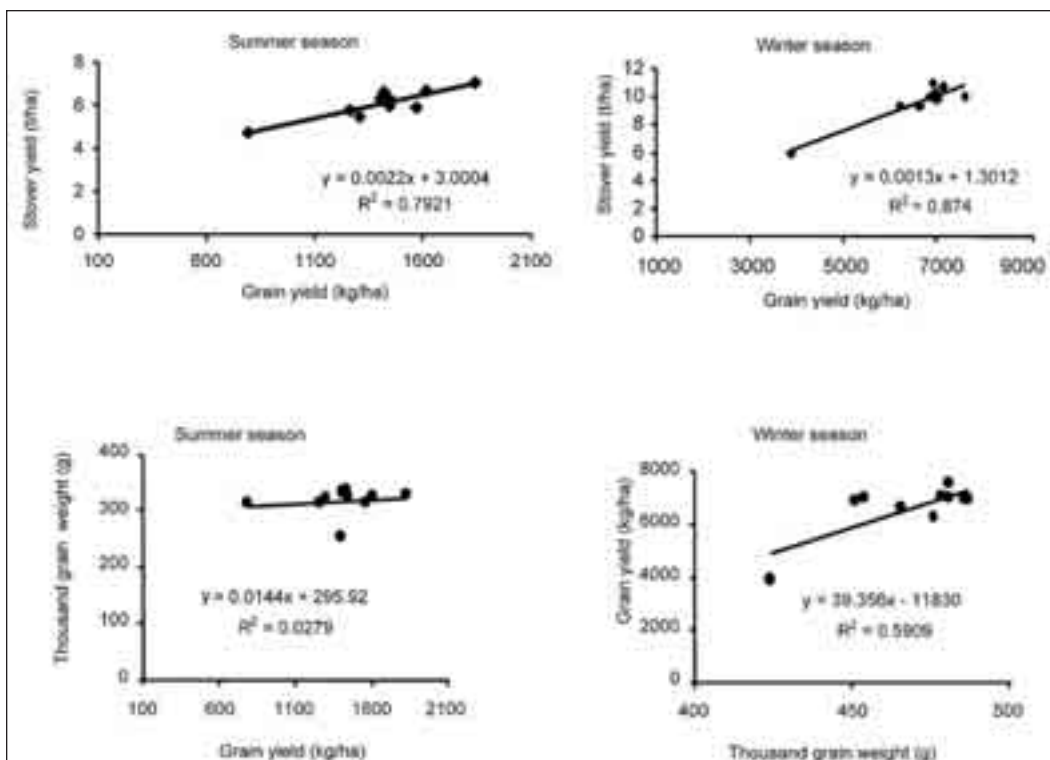 Summer season
8
6
4
2
0
Stover yield (t/ha)
y = 0.0022x + 3.0004
R² = 0.7921
100 600 1100 1600 2100
Grain yield (kg/ha)
Winter season
12
10
8
6
4
2
0
Stover yield (t/ha)
y = 0.0013x + 1.3012
R² = 0.874
1000 3000 5000 7000 9000
Grain yield (kg/ha)
Summer season
400
300
200
100
0
Thousand grain weight (g)
y = 0.0144x + 295.92
R² = 0.0279
100 600 1100 1600 2100
Grain yield (kg/ha)
Winter season
8000
6000
4000
2000
0
Grain yield (kg/ha)
y = 39.356x - 11830
R² = 0.5909
400 450 500
Thousand grain weight (g)